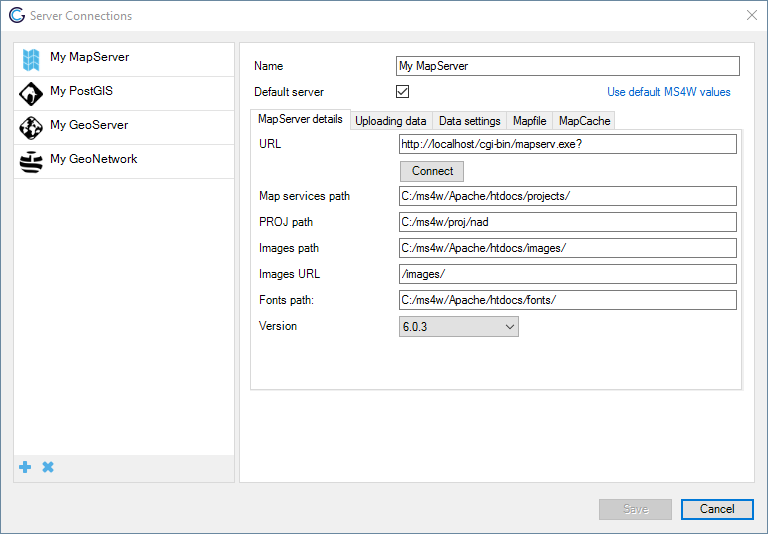 Server Connections
My MapServer
My PostGIS
My GeoServer
My GeoNetwork
Name My MapServer
Default server Use default MS4W values
MapServer details Uploading data Data settings Mapfile MapCache
URL http://localhost/cgi-bin/mapserv.exe?
Connect
Map services path C:/ms4w/Apache/htdocs/projects/
PROJ path C:/ms4w/proj/nad
Images path C:/ms4w/Apache/htdocs/images/
Images URL /images/
Fonts path: C:/ms4w/Apache/htdocs/fonts/
Version 6.0.3
Save Cancel